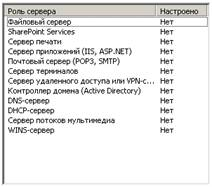 Роль сервера Настроено
Файловый сервер Нет
SharePoint Services Нет
Сервер печати Нет
Сервер приложений (IIS, ASP.NET) Нет
Почтовый сервер (POP3, SMTP) Нет
Сервер терминалов Нет
Сервер удаленного доступа или VPN-с... Нет
Контроллер домена (Active Directory) Нет
DNS-сервер Нет
DHCP-сервер Нет
Сервер потоков мультимедиа Нет
WINS-сервер Нет